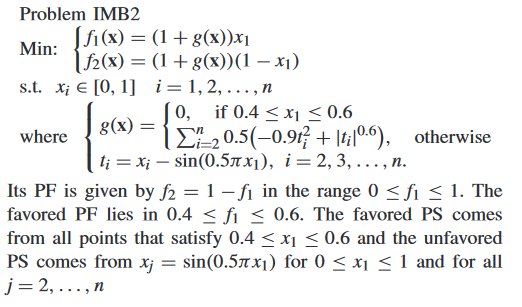 Problem IMB2
Min: { f₁(x) = (1 + g(x))x₁
f₂(x) = (1 + g(x))(1 − x₁)
s.t. xᵢ ∈ [0, 1] i = 1, 2, . . . , n
where { g(x) = { 0, if 0.4 ≤ x₁ ≤ 0.6
∑ⁿᵢ₌₂ 0.5(−0.9tᵢ² + |tᵢ|^0.6), otherwise
tᵢ = xᵢ − sin(0.5πx₁), i = 2, 3, . . . , n.
Its PF is given by f₂ = 1 − f₁ in the range 0 ≤ f₁ ≤ 1. The
favored PF lies in 0.4 ≤ f₁ ≤ 0.6. The favored PS comes
from all points that satisfy 0.4 ≤ x₁ ≤ 0.6 and the unfavored
PS comes from xⱼ = sin(0.5πx₁) for 0 ≤ x₁ ≤ 1 and for all
j = 2, . . . , n